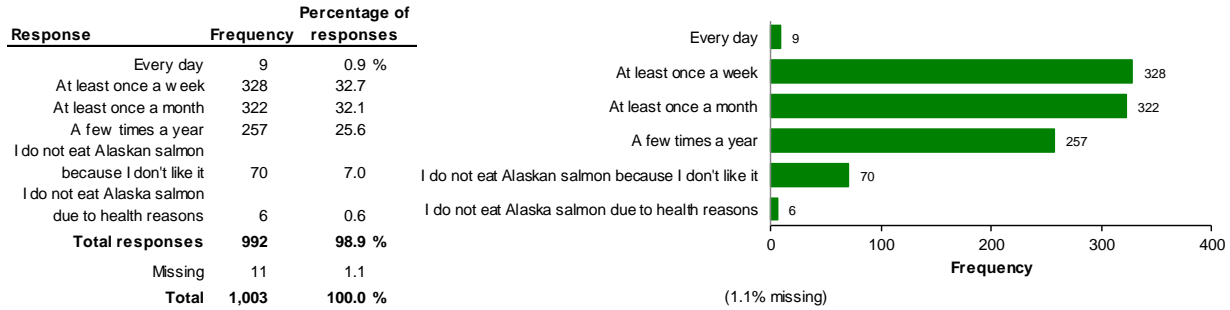 Percentage of
Response Frequency responses
Every day 9 0.9 %
At least once a week 328 32.7
At least once a month 322 32.1
A few times a year 257 25.6
I do not eat Alaskan salmon
because I don't like it 70 7.0
I do not eat Alaska salmon
due to health reasons 6 0.6
Total responses 992 98.9 %
Missing 11 1.1
Total 1,003 100.0 %
Every day 9
At least once a week 328
At least once a month 322
A few times a year 257
I do not eat Alaskan salmon because I don't like it 70
I do not eat Alaska salmon due to health reasons 6
0 100 200 300 400
Frequency
(1.1% missing)